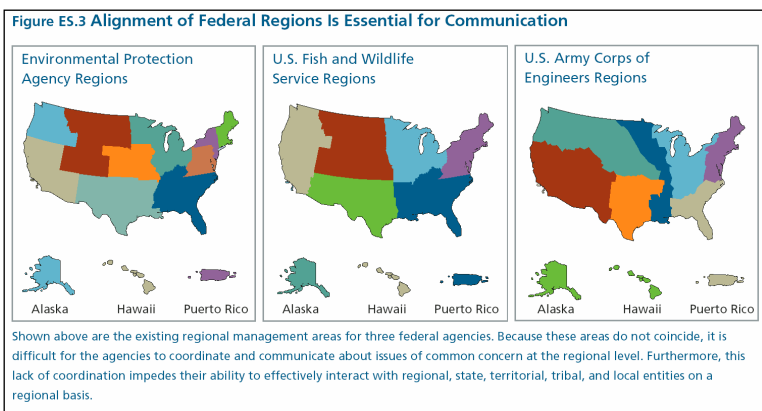 Figure ES.3 Alignment of Federal Regions Is Essential for Communication
Environmental Protection
Agency Regions
Alaska
Hawaii
Puerto Rico
U.S. Fish and Wildlife
Service Regions
Alaska
Hawaii
Puerto Rico
U.S. Army Corps of
Engineers Regions
Alaska
Hawaii
Puerto Rico
Shown above are the existing regional management areas for three federal agencies. Because these areas do not coincide, it is
difficult for the agencies to coordinate and communicate about issues of common concern at the regional level. Furthermore, this
lack of coordination impedes their ability to effectively interact with regional, state, territorial, tribal, and local entities on a
regional basis.